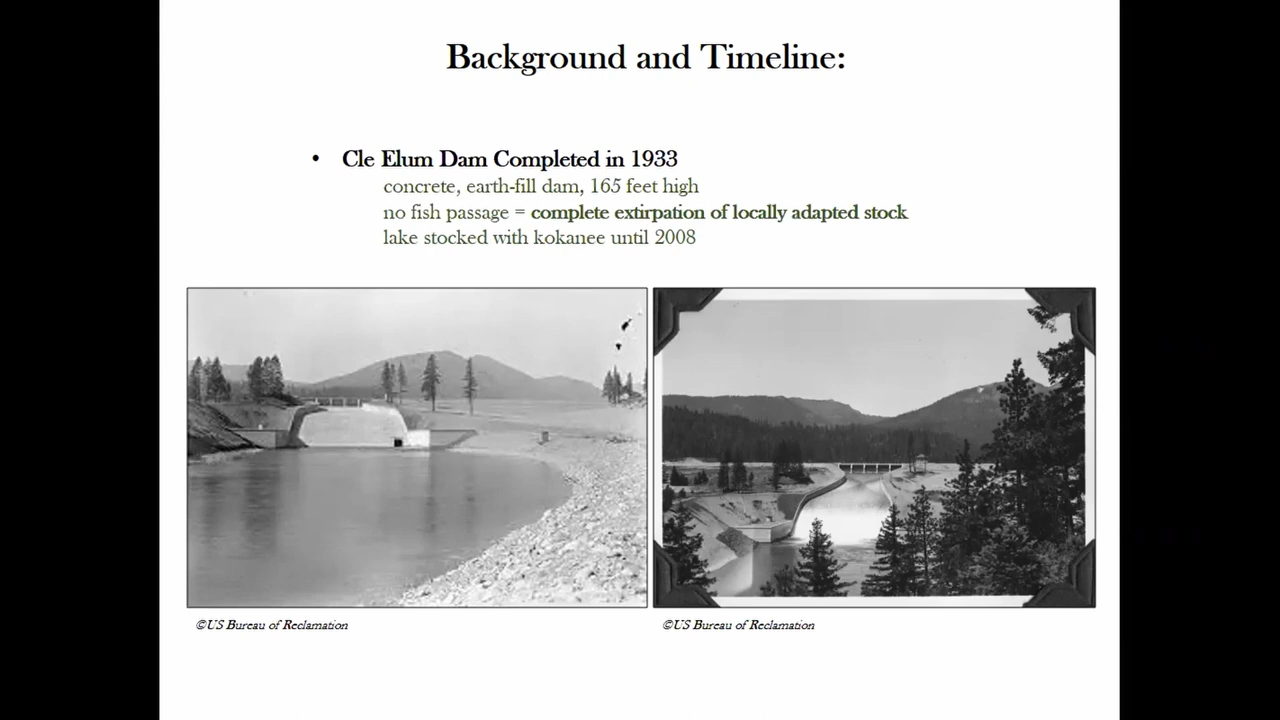 Background and Timeline:
• Cle Elum Dam Completed in 1933
concrete, earth-fill dam, 165 feet high
no fish passage = complete extirpation of locally adapted stock
lake stocked with kokanee until 2008
©US Bureau of Reclamation
©US Bureau of Reclamation